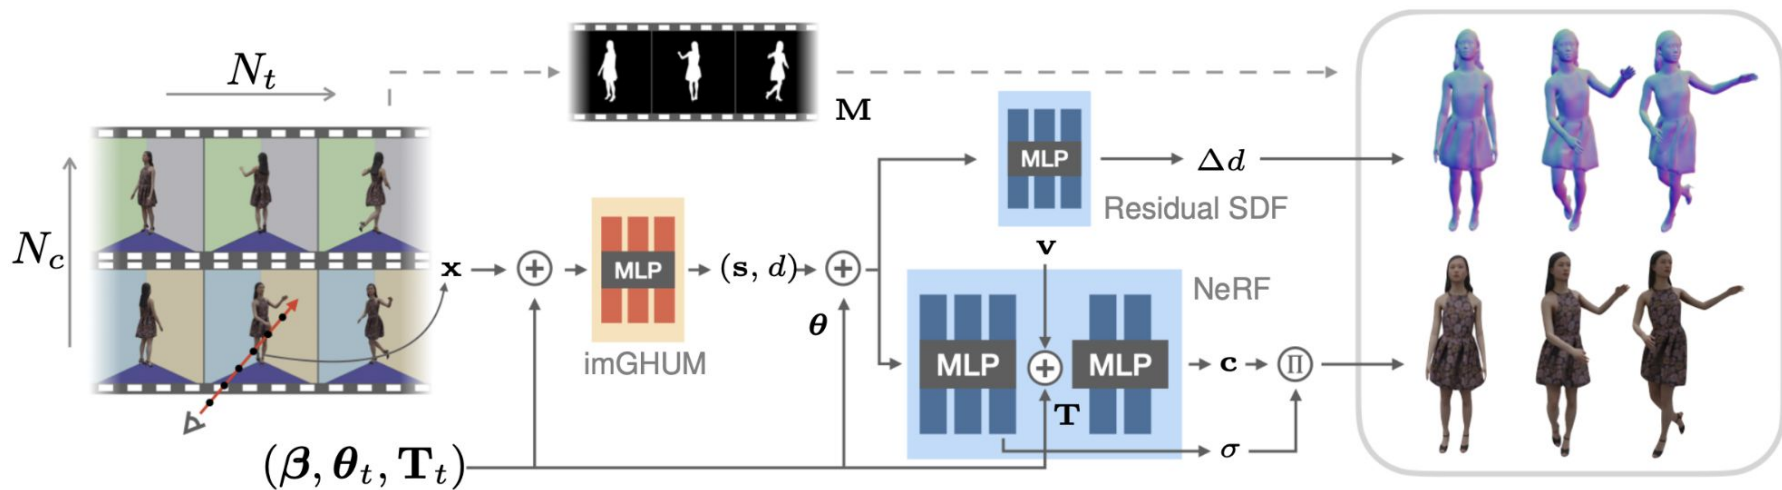 N_t
N_c
M
x
MLP
imGHUM
(s, d)
θ
MLP
Δd
Residual SDF
v
NeRF
MLP
MLP
T
c
Π
σ
(β, θ_t, T_t)